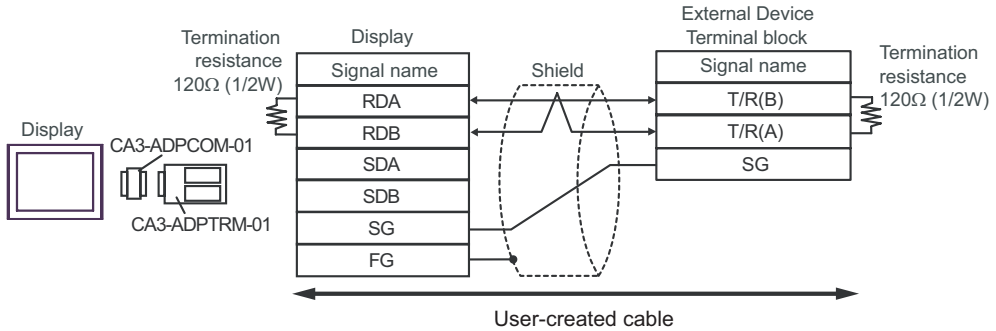 Display
CA3-ADPCOM-01
CA3-ADPTRM-01
Termination
resistance
120Ω (1/2W)
Display
Signal name
RDA
RDB
SDA
SDB
SG
FG
Shield
External Device
Terminal block
Signal name
T/R(B)
T/R(A)
SG
Termination
resistance
120Ω (1/2W)
User-created cable